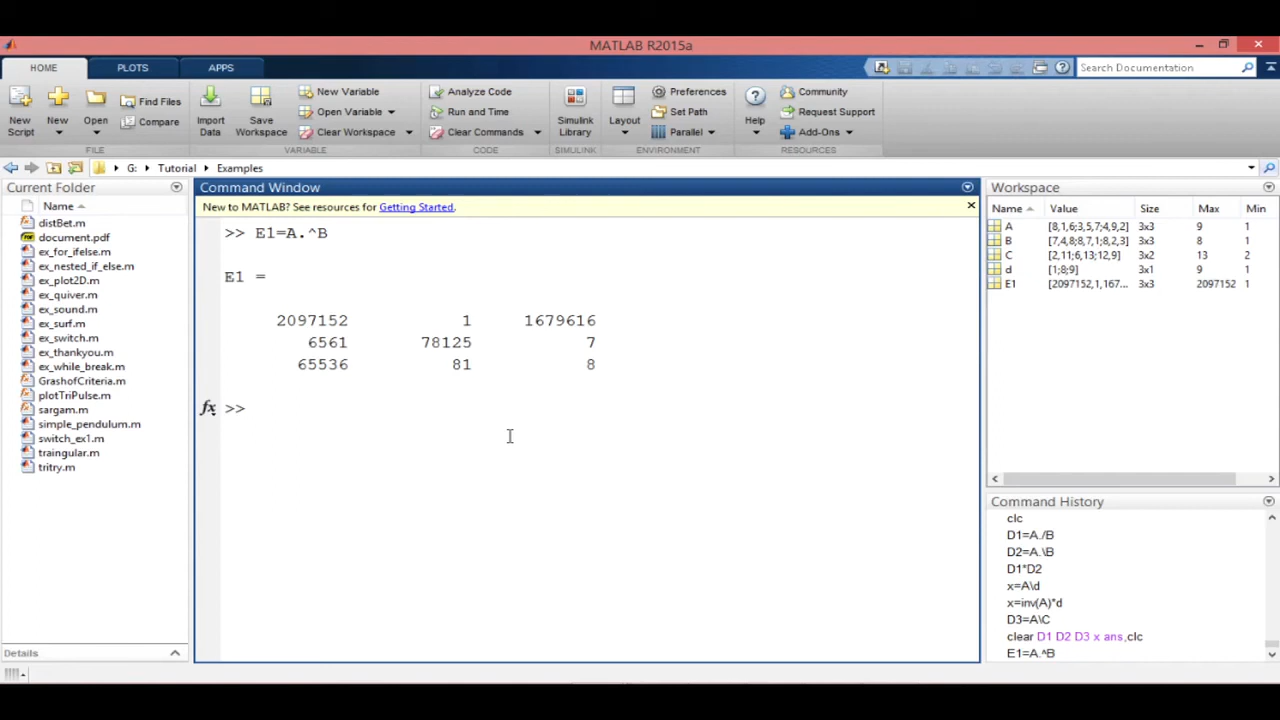 MATLAB R2015a
HOME PLOTS APPS
Search Documentation
New Script
New
Open
Find Files
Compare
FILE
Import Data
Save Workspace
New Variable
Open Variable
Clear Workspace
VARIABLE
Analyze Code
Run and Time
Clear Commands
CODE
Simulink Library
SIMULINK
Layout
Preferences
Set Path
Parallel
ENVIRONMENT
Help
Community
Request Support
Add-Ons
RESOURCES
G: Tutorial Examples
Current Folder
Name
distBet.m
document.pdf
ex_for_ifelse.m
ex_nested_if_else.m
ex_plot2D.m
ex_quiver.m
ex_sound.m
ex_surf.m
ex_switch.m
ex_thankyou.m
ex_while_break.m
GrashofCriteria.m
plotTriPulse.m
sargam.m
simple_pendulum.m
switch_ex1.m
traingular.m
tritry.m
Details
Command Window
New to MATLAB? See resources for Getting Started.
>> E1=A.^B
E1 =
2097152 1 1679616
6561 78125 7
65536 81 8
fx >>
Workspace
Name Value Size Max Min
A [8,1,6;3,5,7;4,9,2] 3x3 9 1
B [7,4,8;8,7,1;8,2,3] 3x3 8 1
C [2,11;6,13;12,9] 3x2 13 2
d [1;8;9] 3x1 9 1
E1 [2097152,1,167... 3x3 2097152 1
Command History
clc
D1=A./B
D2=A.\B
D1*D2
x=A\d
x=inv(A)*d
D3=A\C
clear D1 D2 D3 x ans,clc
E1=A.^B